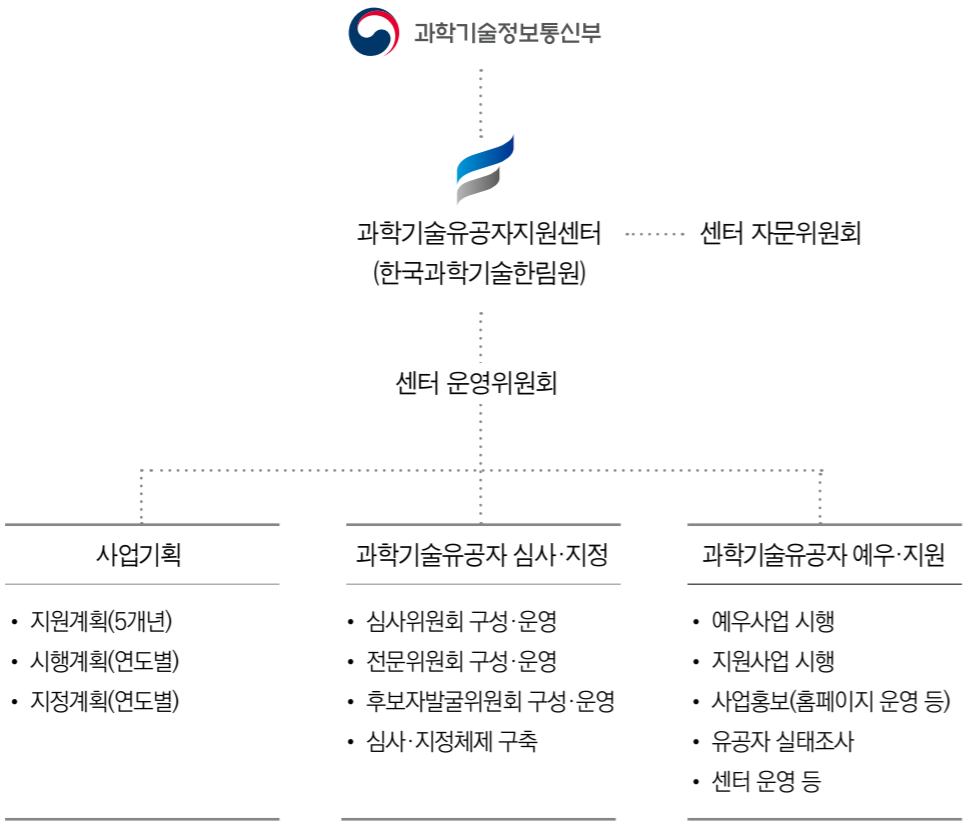 과학기술정보통신부
과학기술유공자지원센터
(한국과학기술한림원)
센터 자문위원회
센터 운영위원회
사업기획
• 지원계획(5개년)
• 시행계획(연도별)
• 지정계획(연도별)
과학기술유공자 심사·지정
• 심사위원회 구성·운영
• 전문위원회 구성·운영
• 후보자발굴위원회 구성·운영
• 심사·지정체제 구축
과학기술유공자 예우·지원
• 예우사업 시행
• 지원사업 시행
• 사업홍보(홈페이지 운영 등)
• 유공자 실태조사
• 센터 운영 등